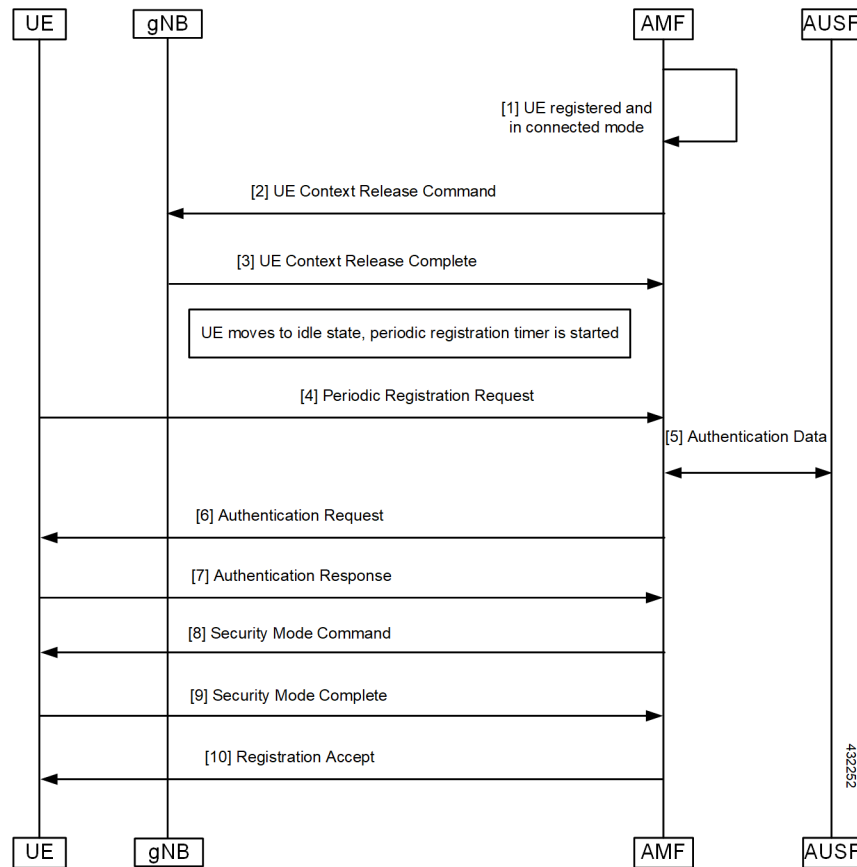 UE
gNB
AMF
AUSF
[1] UE registered and
in connected mode
[2] UE Context Release Command
[3] UE Context Release Complete
UE moves to idle state, periodic registration timer is started
[4] Periodic Registration Request
[5] Authentication Data
[6] Authentication Request
[7] Authentication Response
[8] Security Mode Command
[9] Security Mode Complete
[10] Registration Accept
432252
UE
gNB
AMF
AUSF